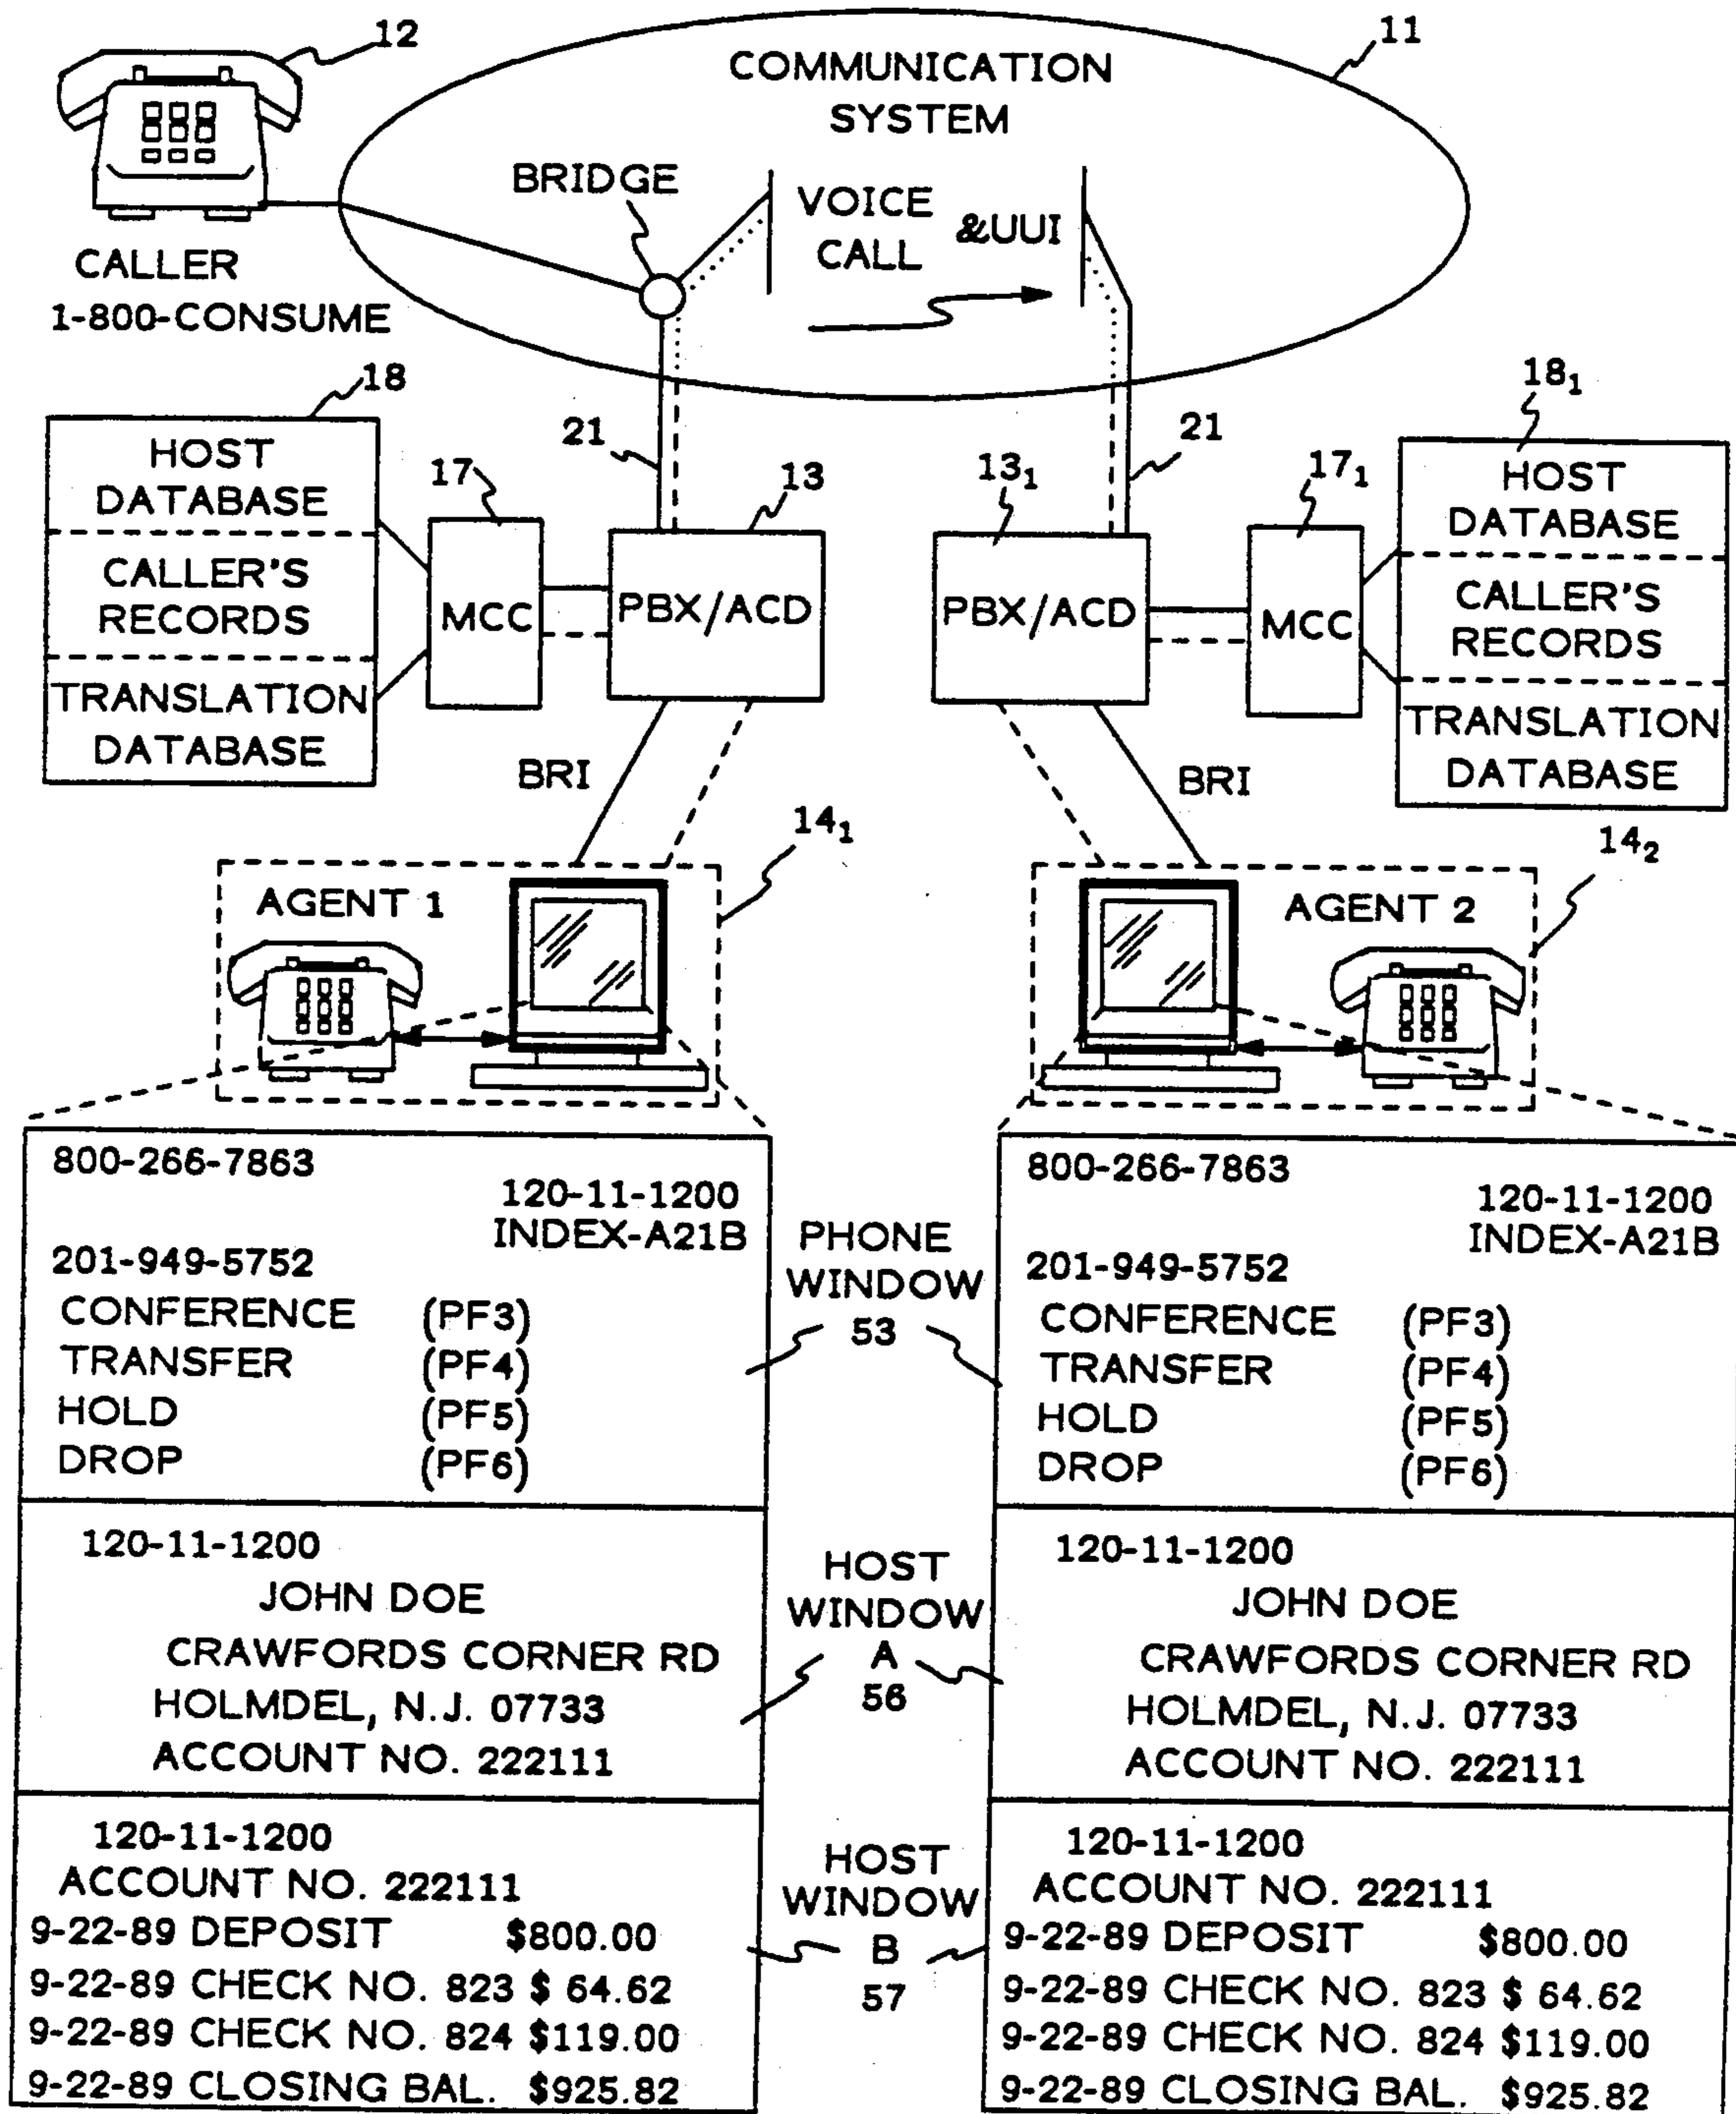 12
11
COMMUNICATION
SYSTEM
BRIDGE
VOICE
CALL
&UUI
CALLER
1-800-CONSUME
18
HOST
DATABASE
CALLER'S
RECORDS
TRANSLATION
DATABASE
17
MCC
21
13
PBX/ACD
BRI
13₁
PBX/ACD
21
17₁
MCC
18₁
HOST
DATABASE
CALLER'S
RECORDS
TRANSLATION
DATABASE
BRI
14₁
AGENT 1
14₂
AGENT 2
800-266-7863
120-11-1200
INDEX-A21B
201-949-5752
CONFERENCE (PF3)
TRANSFER (PF4)
HOLD (PF5)
DROP (PF6)
PHONE
WINDOW
53
800-266-7863
120-11-1200
INDEX-A21B
201-949-5752
CONFERENCE (PF3)
TRANSFER (PF4)
HOLD (PF5)
DROP (PF6)
120-11-1200
JOHN DOE
CRAWFORDS CORNER RD
HOLMDEL, N.J. 07733
ACCOUNT NO. 222111
HOST
WINDOW
A
56
120-11-1200
JOHN DOE
CRAWFORDS CORNER RD
HOLMDEL, N.J. 07733
ACCOUNT NO. 222111
120-11-1200
ACCOUNT NO. 222111
9-22-89 DEPOSIT $800.00
9-22-89 CHECK NO. 823 $ 64.62
9-22-89 CHECK NO. 824 $119.00
9-22-89 CLOSING BAL. $925.82
HOST
WINDOW
B
57
120-11-1200
ACCOUNT NO. 222111
9-22-89 DEPOSIT $800.00
9-22-89 CHECK NO. 823 $ 64.62
9-22-89 CHECK NO. 824 $119.00
9-22-89 CLOSING BAL. $925.82